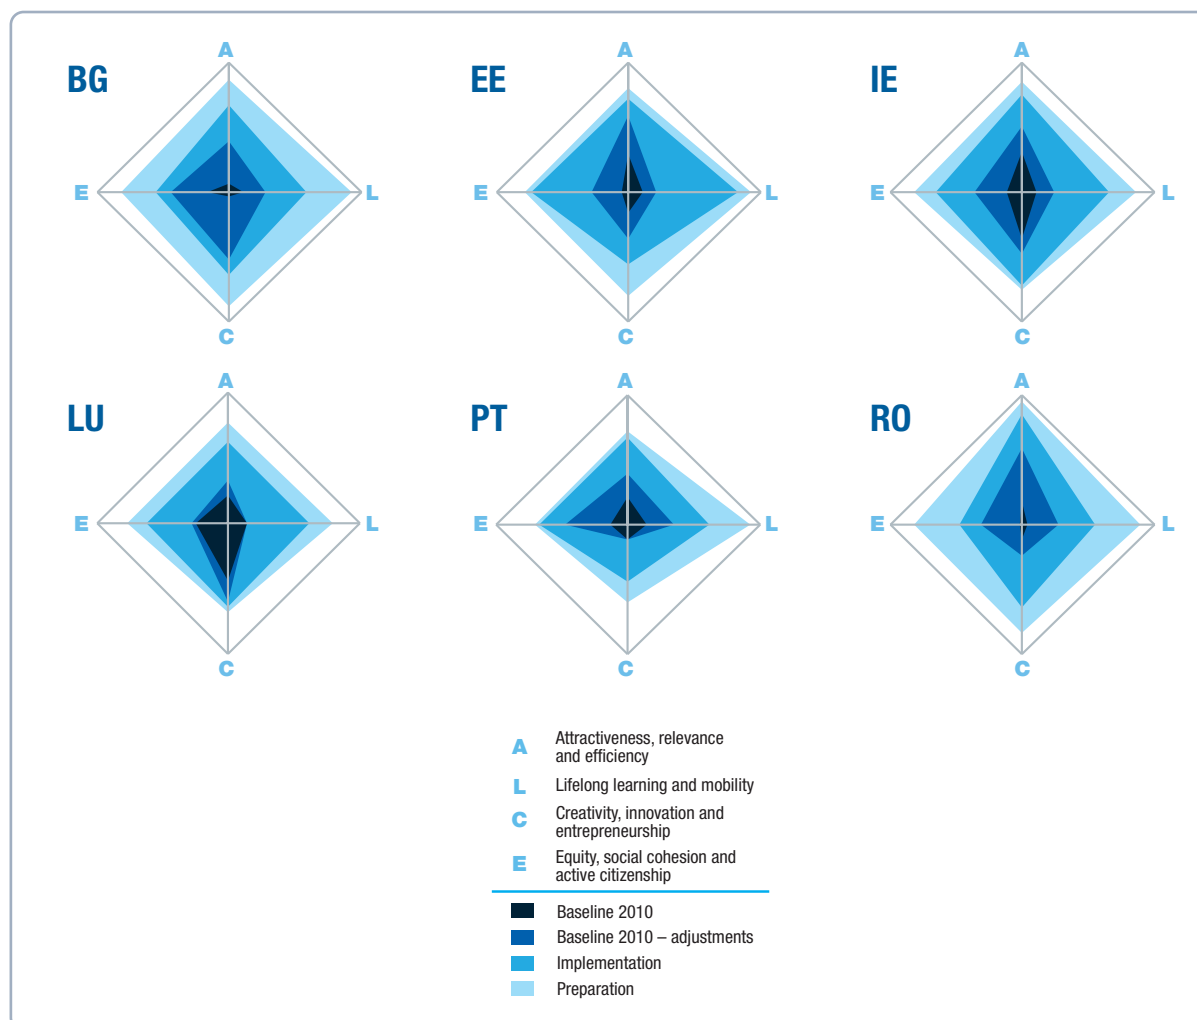 A
BG
E
L
C
A
EE
E
L
C
A
IE
E
L
C
A
LU
E
L
C
A
PT
E
L
C
A
RO
E
L
C
A Attractiveness, relevance
and efficiency
L Lifelong learning and mobility
C Creativity, innovation and
entrepreneurship
E Equity, social cohesion and
active citizenship
Baseline 2010
Baseline 2010 – adjustments
Implementation
Preparation